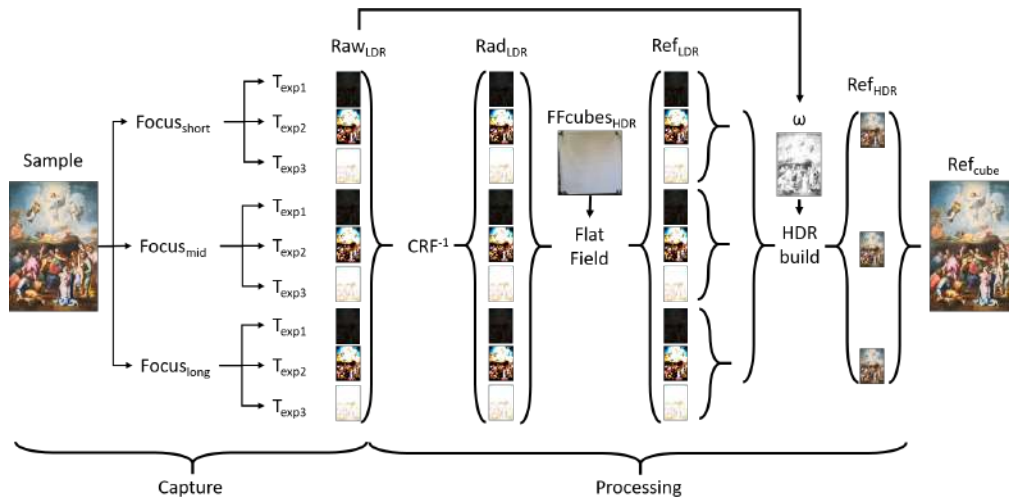 Raw_LDR
Rad_LDR
Ref_LDR
Ref_HDR
Sample
Focus_short
T_exp1
T_exp2
T_exp3
Focus_mid
T_exp1
T_exp2
T_exp3
Focus_long
T_exp1
T_exp2
T_exp3
CRF⁻¹
FFcubes_HDR
Flat
Field
ω
HDR
build
Ref_cube
Capture
Processing